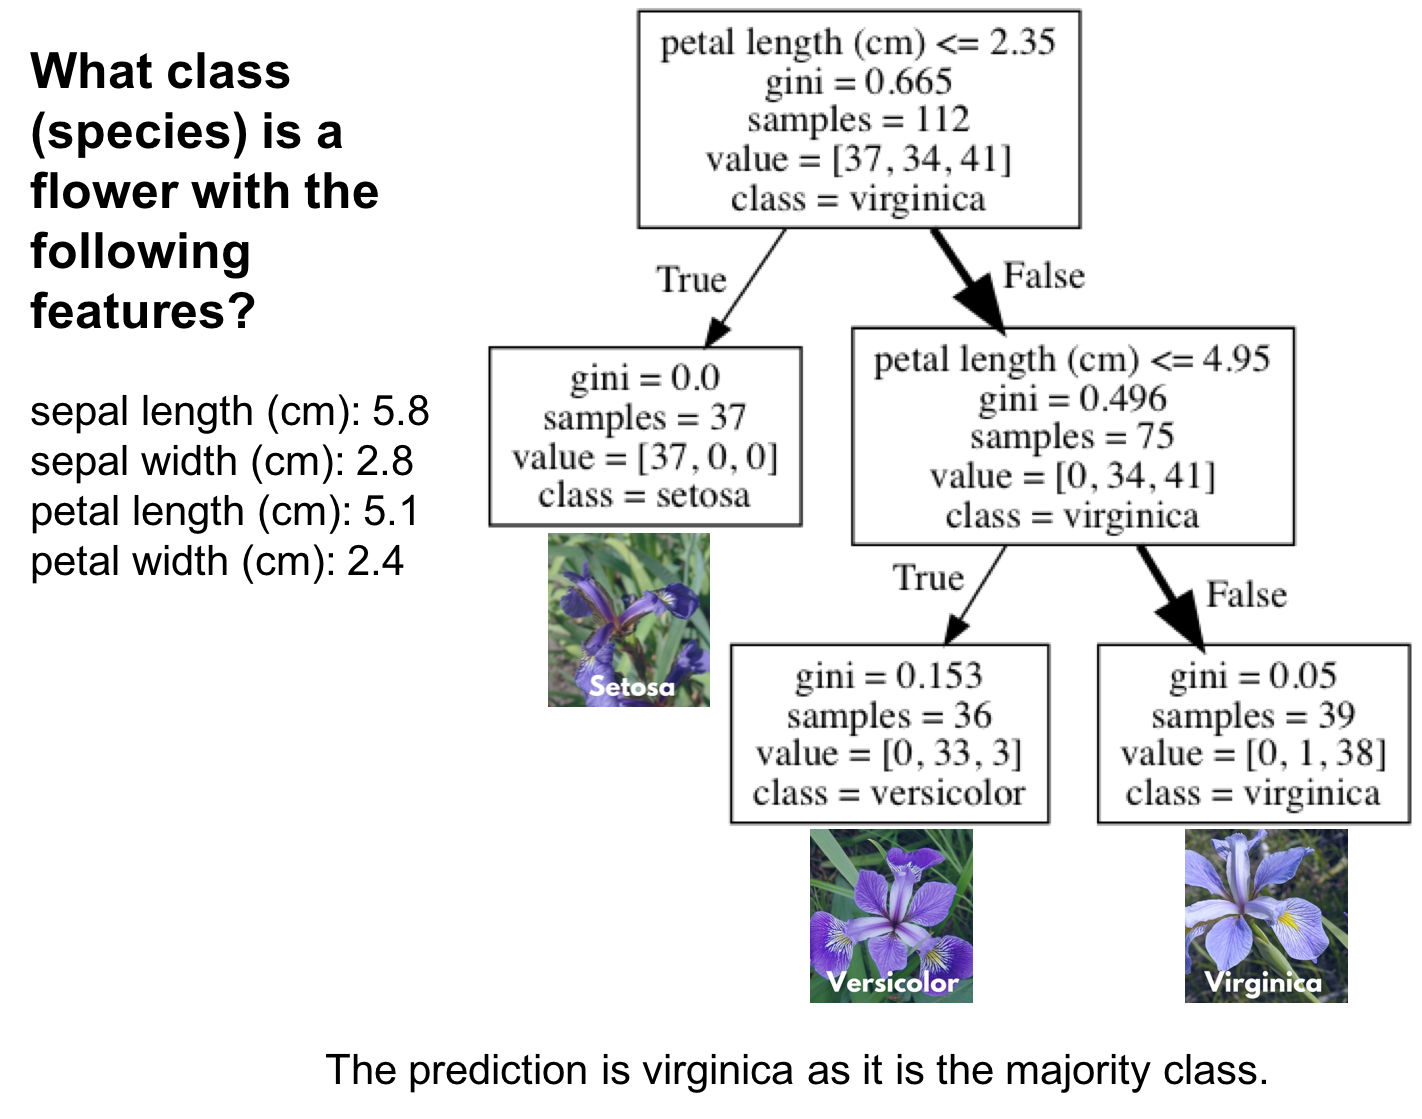 What class
(species) is a
flower with the
following
features?
sepal length (cm): 5.8
sepal width (cm): 2.8
petal length (cm): 5.1
petal width (cm): 2.4
petal length (cm) <= 2.35
gini = 0.665
samples = 112
value = [37, 34, 41]
class = virginica
True
False
gini = 0.0
samples = 37
value = [37, 0, 0]
class = setosa
Setosa
petal length (cm) <= 4.95
gini = 0.496
samples = 75
value = [0, 34, 41]
class = virginica
True
False
gini = 0.153
samples = 36
value = [0, 33, 3]
class = versicolor
Versicolor
gini = 0.05
samples = 39
value = [0, 1, 38]
class = virginica
Virginica
The prediction is virginica as it is the majority class.